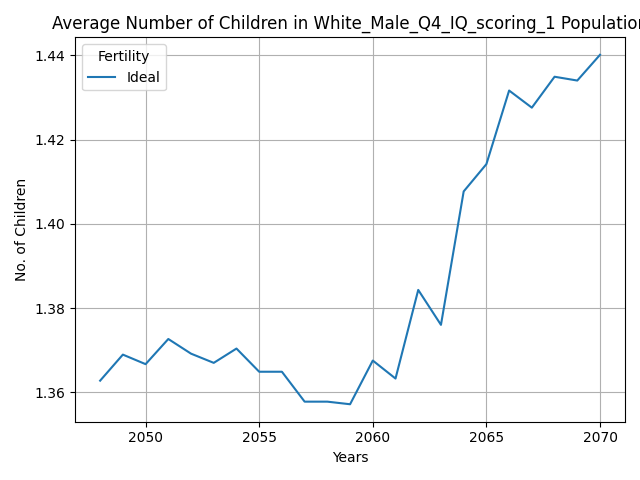 Average Number of Children in White_Male_Q4_IQ_scoring_1 Population
Fertility
Ideal
1.44
1.42
1.40
1.38
1.36
No. of Children
2050 2055 2060 2065 2070
Years